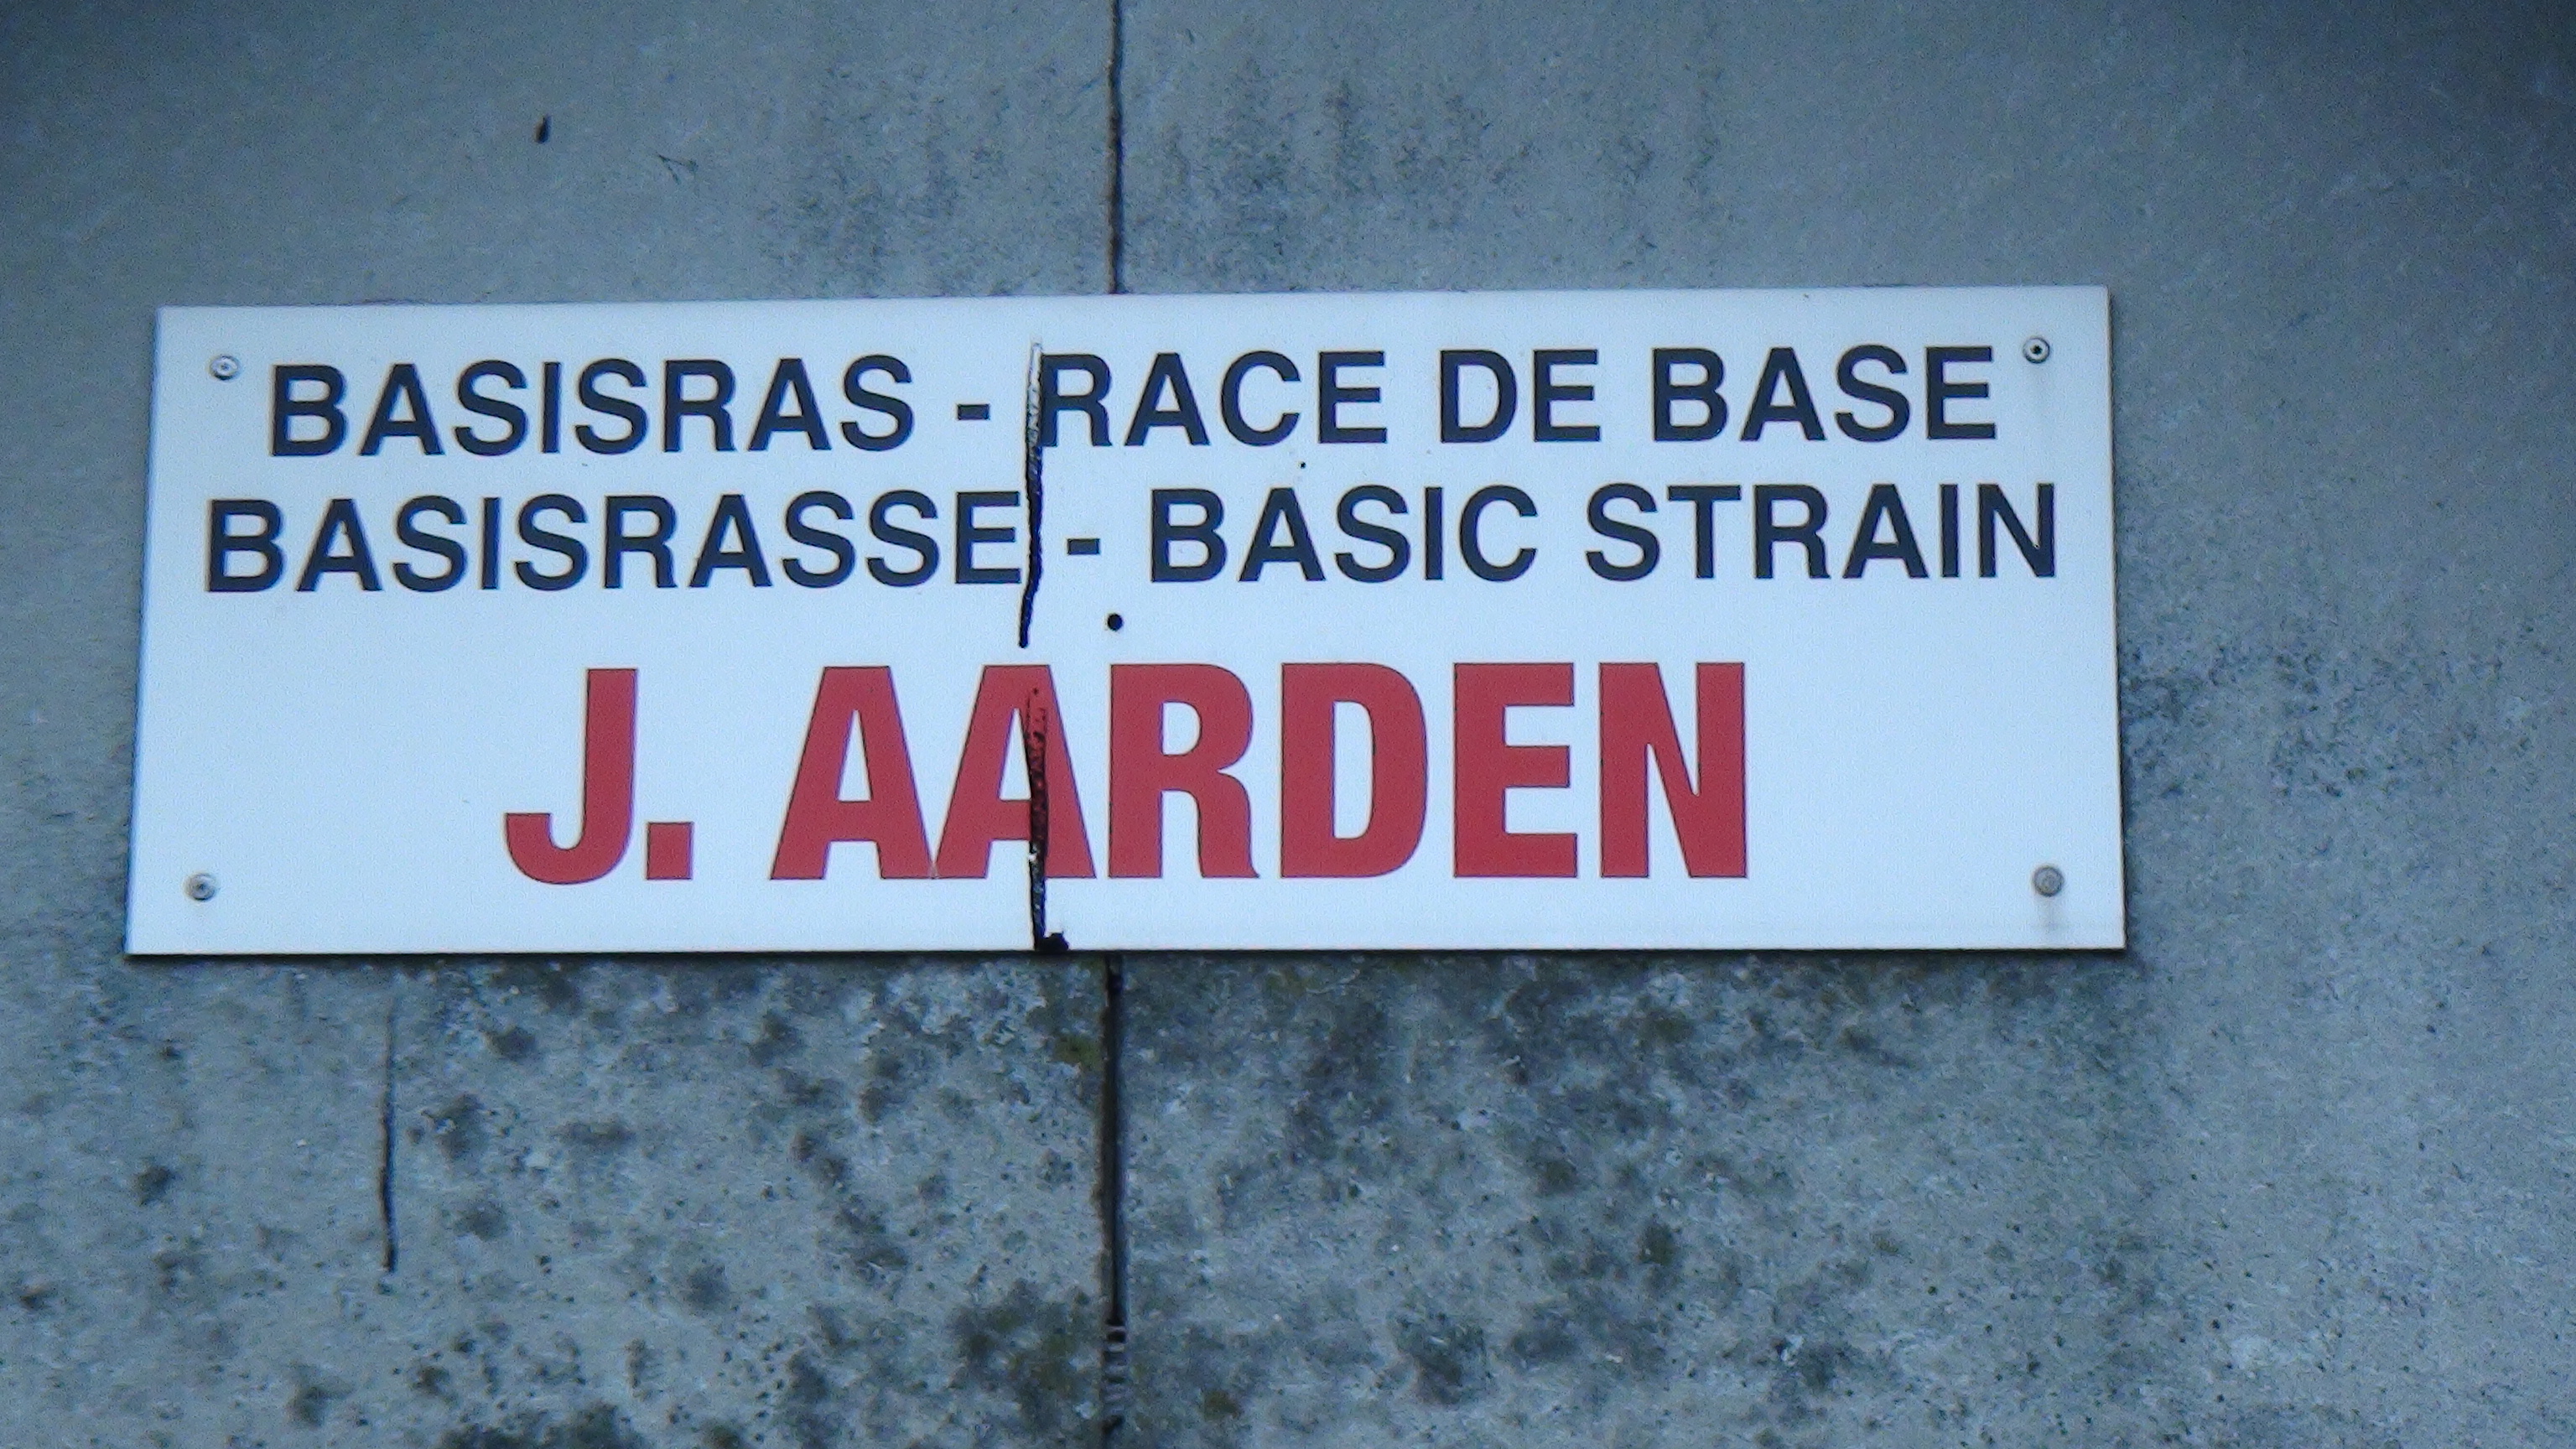 BASISRAS - RACE DE BASE
BASISRASSE - BASIC STRAIN
J. AARDEN